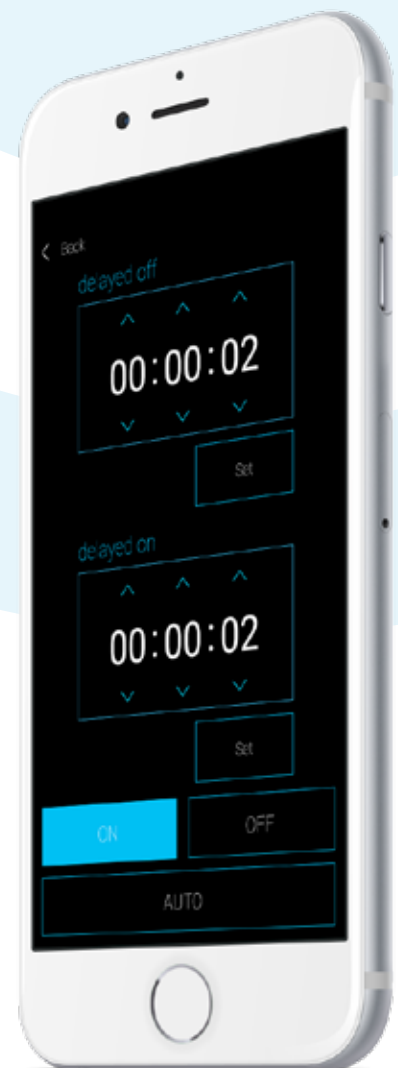 Back
delayed off
00:00:02
Set
delayed on
00:00:02
Set
ON
OFF
AUTO